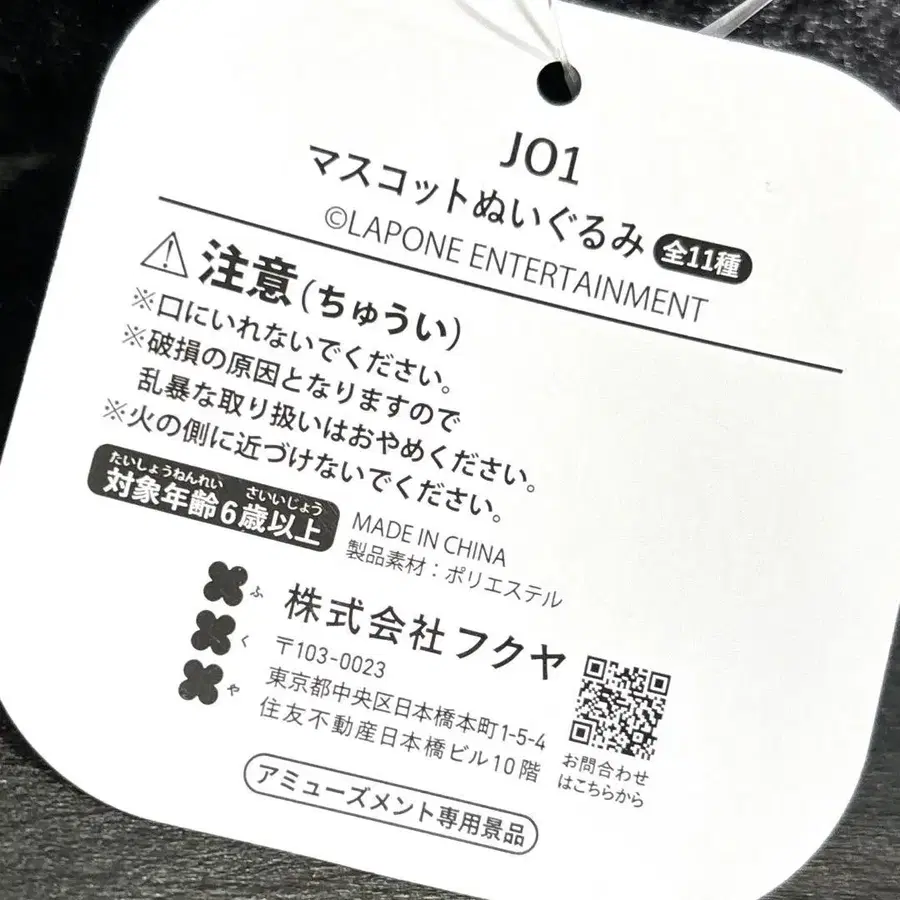 JO1
マスコットぬいぐるみ 全11種
©LAPONE ENTERTAINMENT
注意(ちゅうい)
※口にいれないでください。
※破損の原因となりますので
乱暴な取り扱いはおやめください。
※火の側に近づけないでください。
たいしょうねんれい さいいじょう
対象年齢6歳以上
MADE IN CHINA
製品素材：ポリエステル
ふくや
株式会社フクヤ
〒103-0023
東京都中央区日本橋本町1-5-4
住友不動産日本橋ビル10階
お問合わせ
はこちらから
アミューズメント専用景品